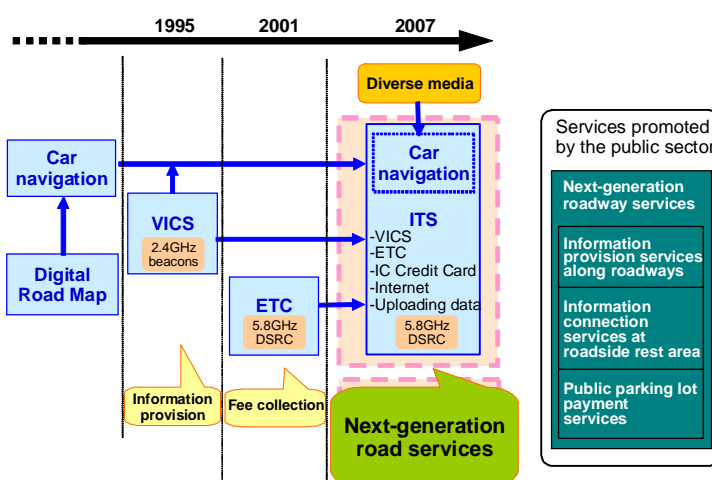 1995 2001 2007
Diverse media
Car
navigation
Digital
Road Map
VICS
2.4GHz
beacons
ETC
5.8GHz
DSRC
Car
navigation
ITS
-VICS
-ETC
-IC Credit Card
-Internet
-Uploading data
5.8GHz
DSRC
Information
provision
Fee collection
Next-generation
road services
Services promoted
by the public sector
Next-generation
roadway services
Information
provision services
along roadways
Information
connection
services at
roadside rest area
Public parking lot
payment
services